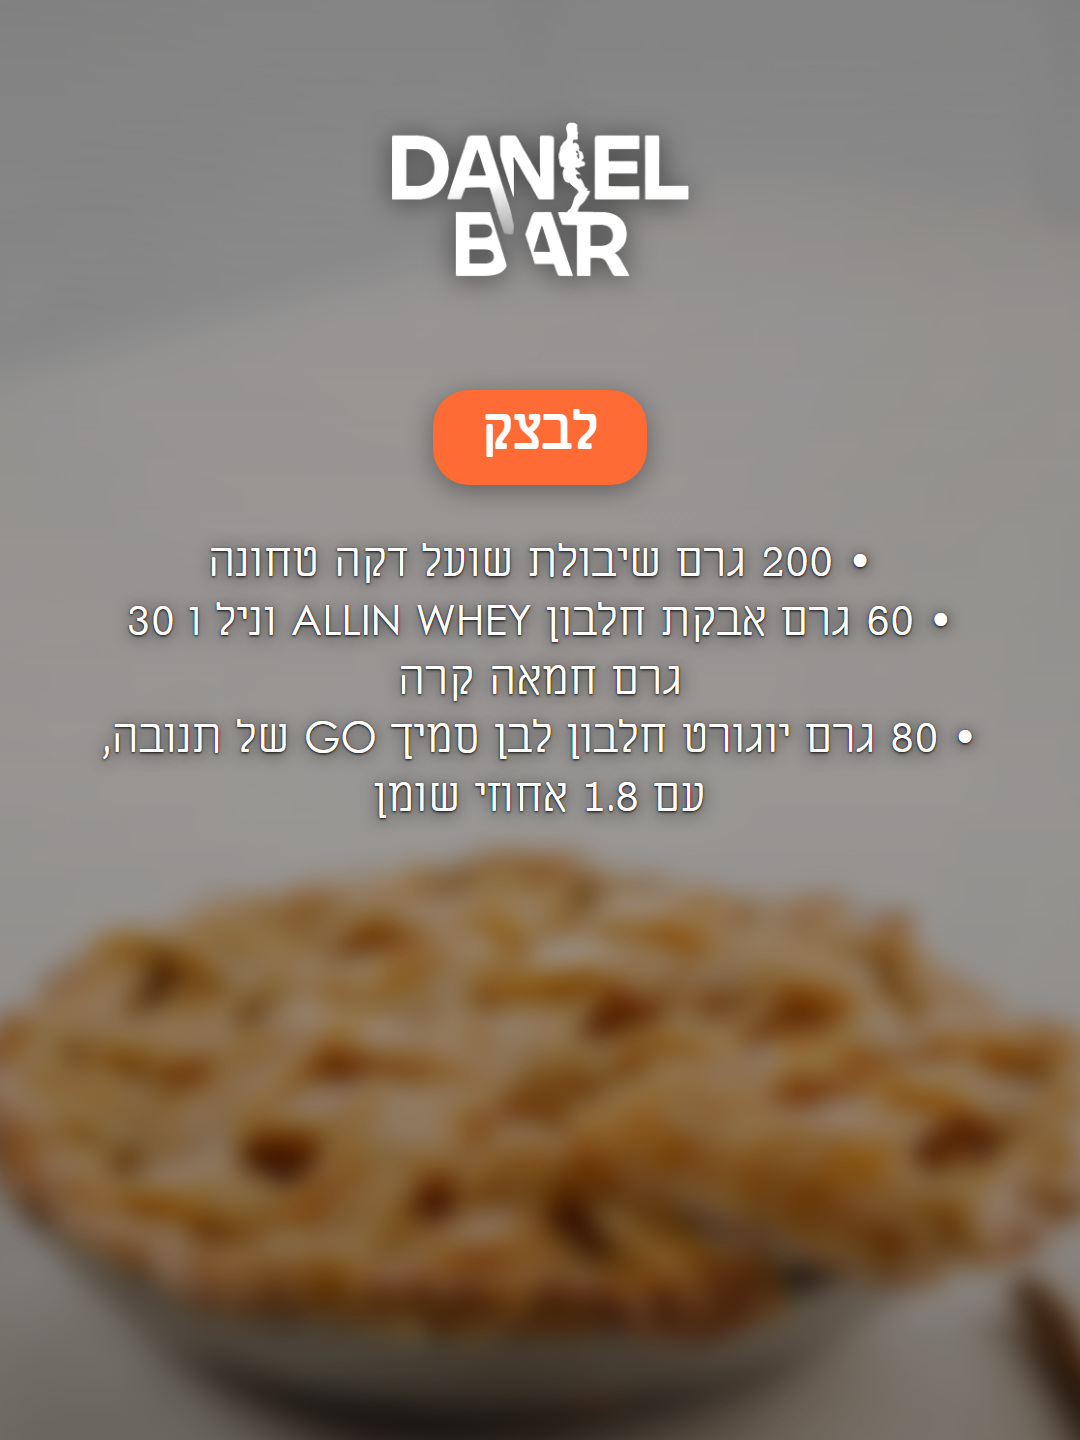 DANIEL
BAR
לבצק
• 200 גרם שיבולת שועל דקה טחונה
• 60 גרם אבקת חלבון ALLIN WHEY וניל ו 30
גרם חמאה קרה
• 80 גרם יוגורט חלבון לבן סמיך GO של תנובה,
עם 1.8 אחוזי שומן